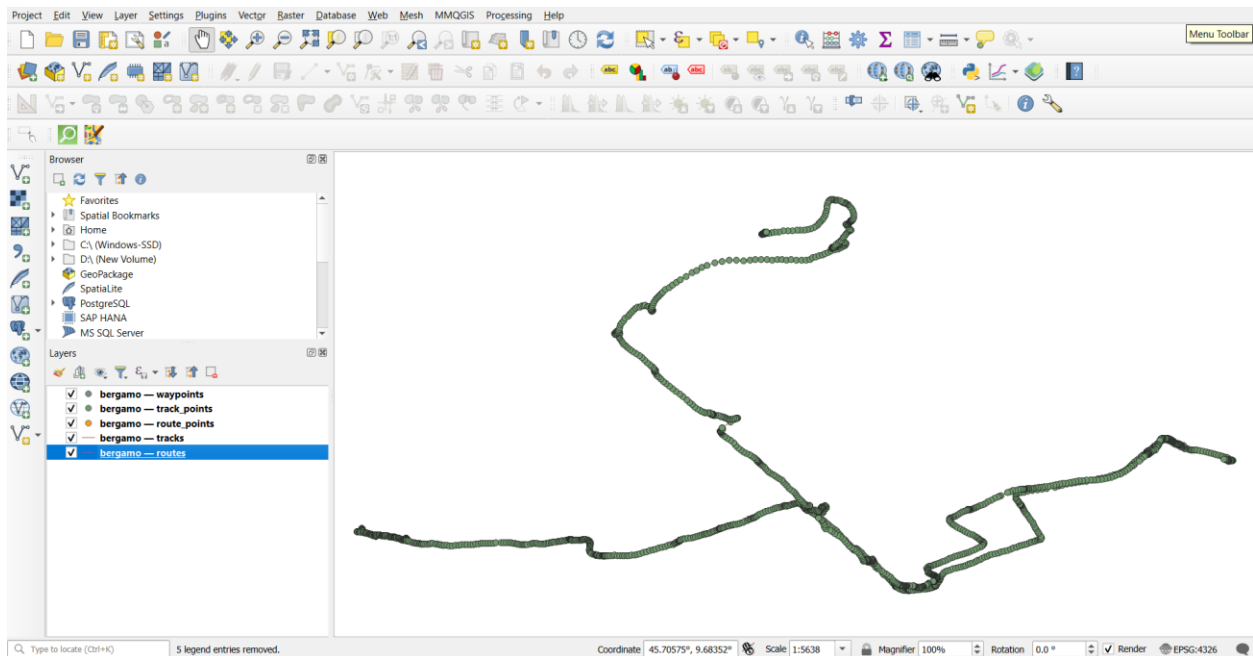 Project Edit View Layer Settings Plugins Vector Raster Database Web Mesh MMQGIS Processing Help
Menu Toolbar
abc abc abc
Browser
Favorites
Spatial Bookmarks
Home
C:\ (Windows-SSD)
D:\ (New Volume)
GeoPackage
SpatiaLite
PostgreSQL
SAP HANA
MS SQL Server
Layers
bergamo — waypoints
bergamo — track_points
bergamo — route_points
bergamo — tracks
bergamo — routes
Type to locate (Ctrl+K) 5 legend entries removed. Coordinate 45.70575°, 9.68352° Scale 1:5638 Magnifier 100% Rotation 0.0 ° Render EPSG:4326